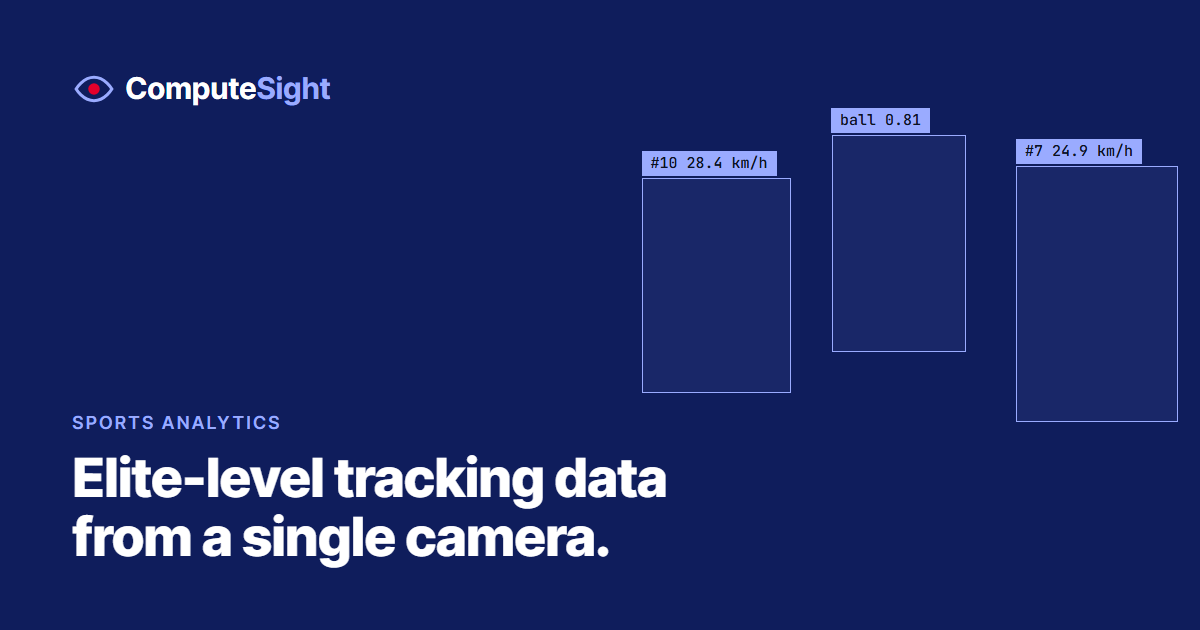 ComputeSight
ball 0.81
#10 28.4 km/h
#7 24.9 km/h
SPORTS ANALYTICS
Elite-level tracking data
from a single camera.